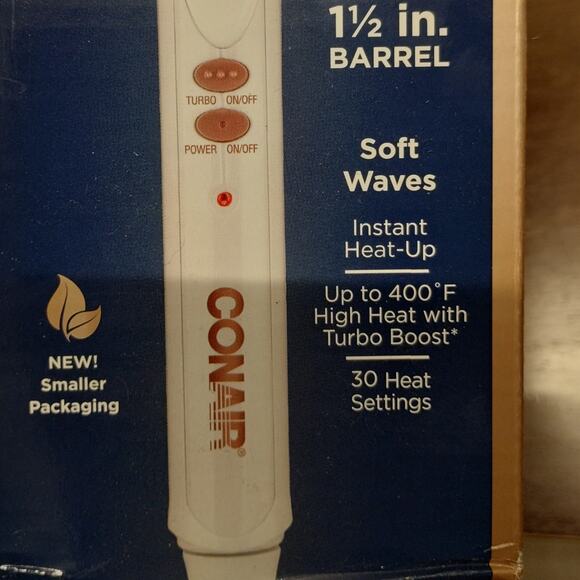 1½ in.
BARREL
TURBO ON/OFF
POWER ON/OFF
Soft
Waves
Instant
Heat-Up
Up to 400°F
High Heat with
Turbo Boost*
30 Heat
Settings
CONAIR®
NEW!
Smaller
Packaging